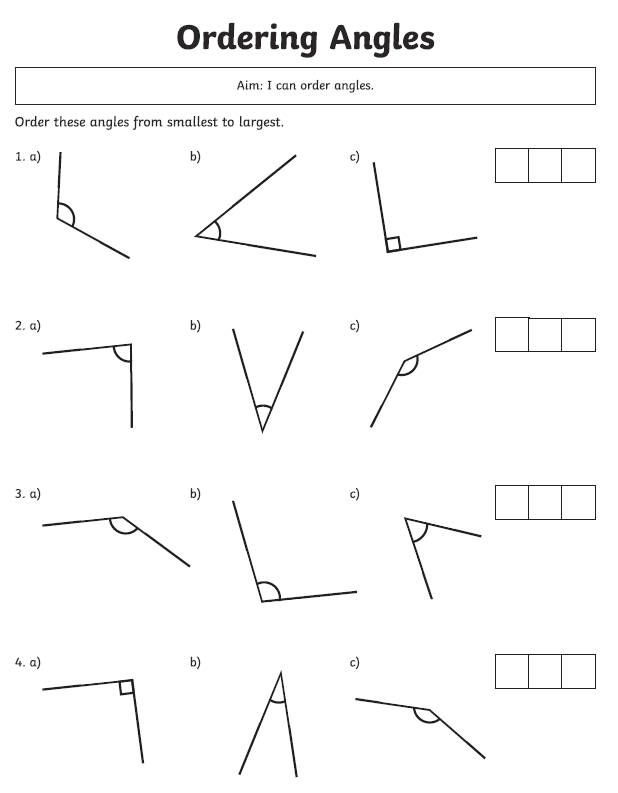 Ordering Angles
Aim: I can order angles.
Order these angles from smallest to largest.
1. a) b) c)
2. a) b) c)
3. a) b) c)
4. a) b) c)